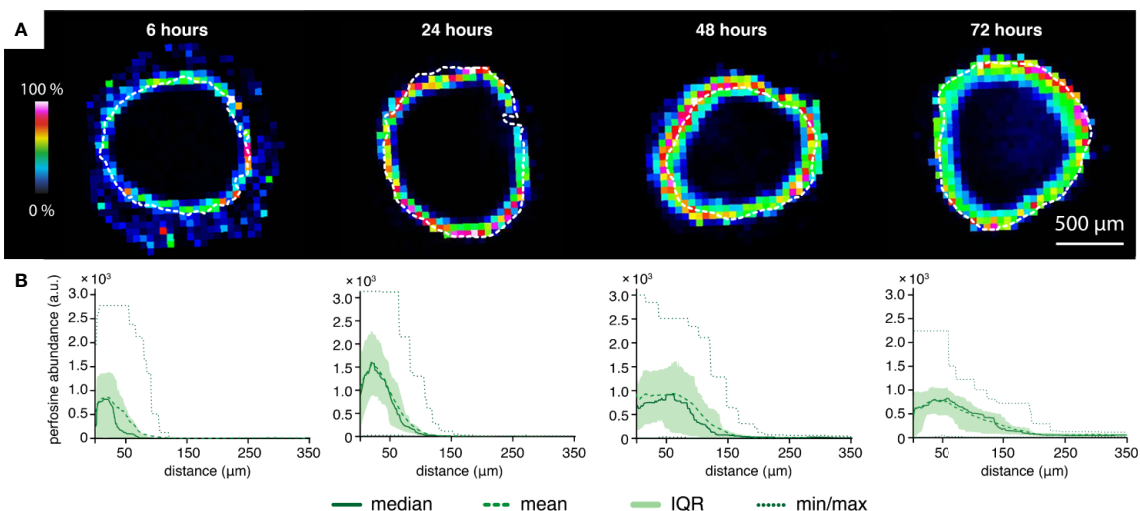 A
6 hours 24 hours 48 hours 72 hours
100 %
0 %
500 µm
B
× 10³ × 10³ × 10³ × 10³
perfosine abundance (a.u.)
3.0 3.0 3.0 3.0
2.5 2.5 2.5 2.5
2.0 2.0 2.0 2.0
1.5 1.5 1.5 1.5
1.0 1.0 1.0 1.0
0.5 0.5 0.5 0.5
0 0 0 0
50 150 250 350 50 150 250 350 50 150 250 350 50 150 250 350
distance (µm) distance (µm) distance (µm) distance (µm)
median mean IQR min/max